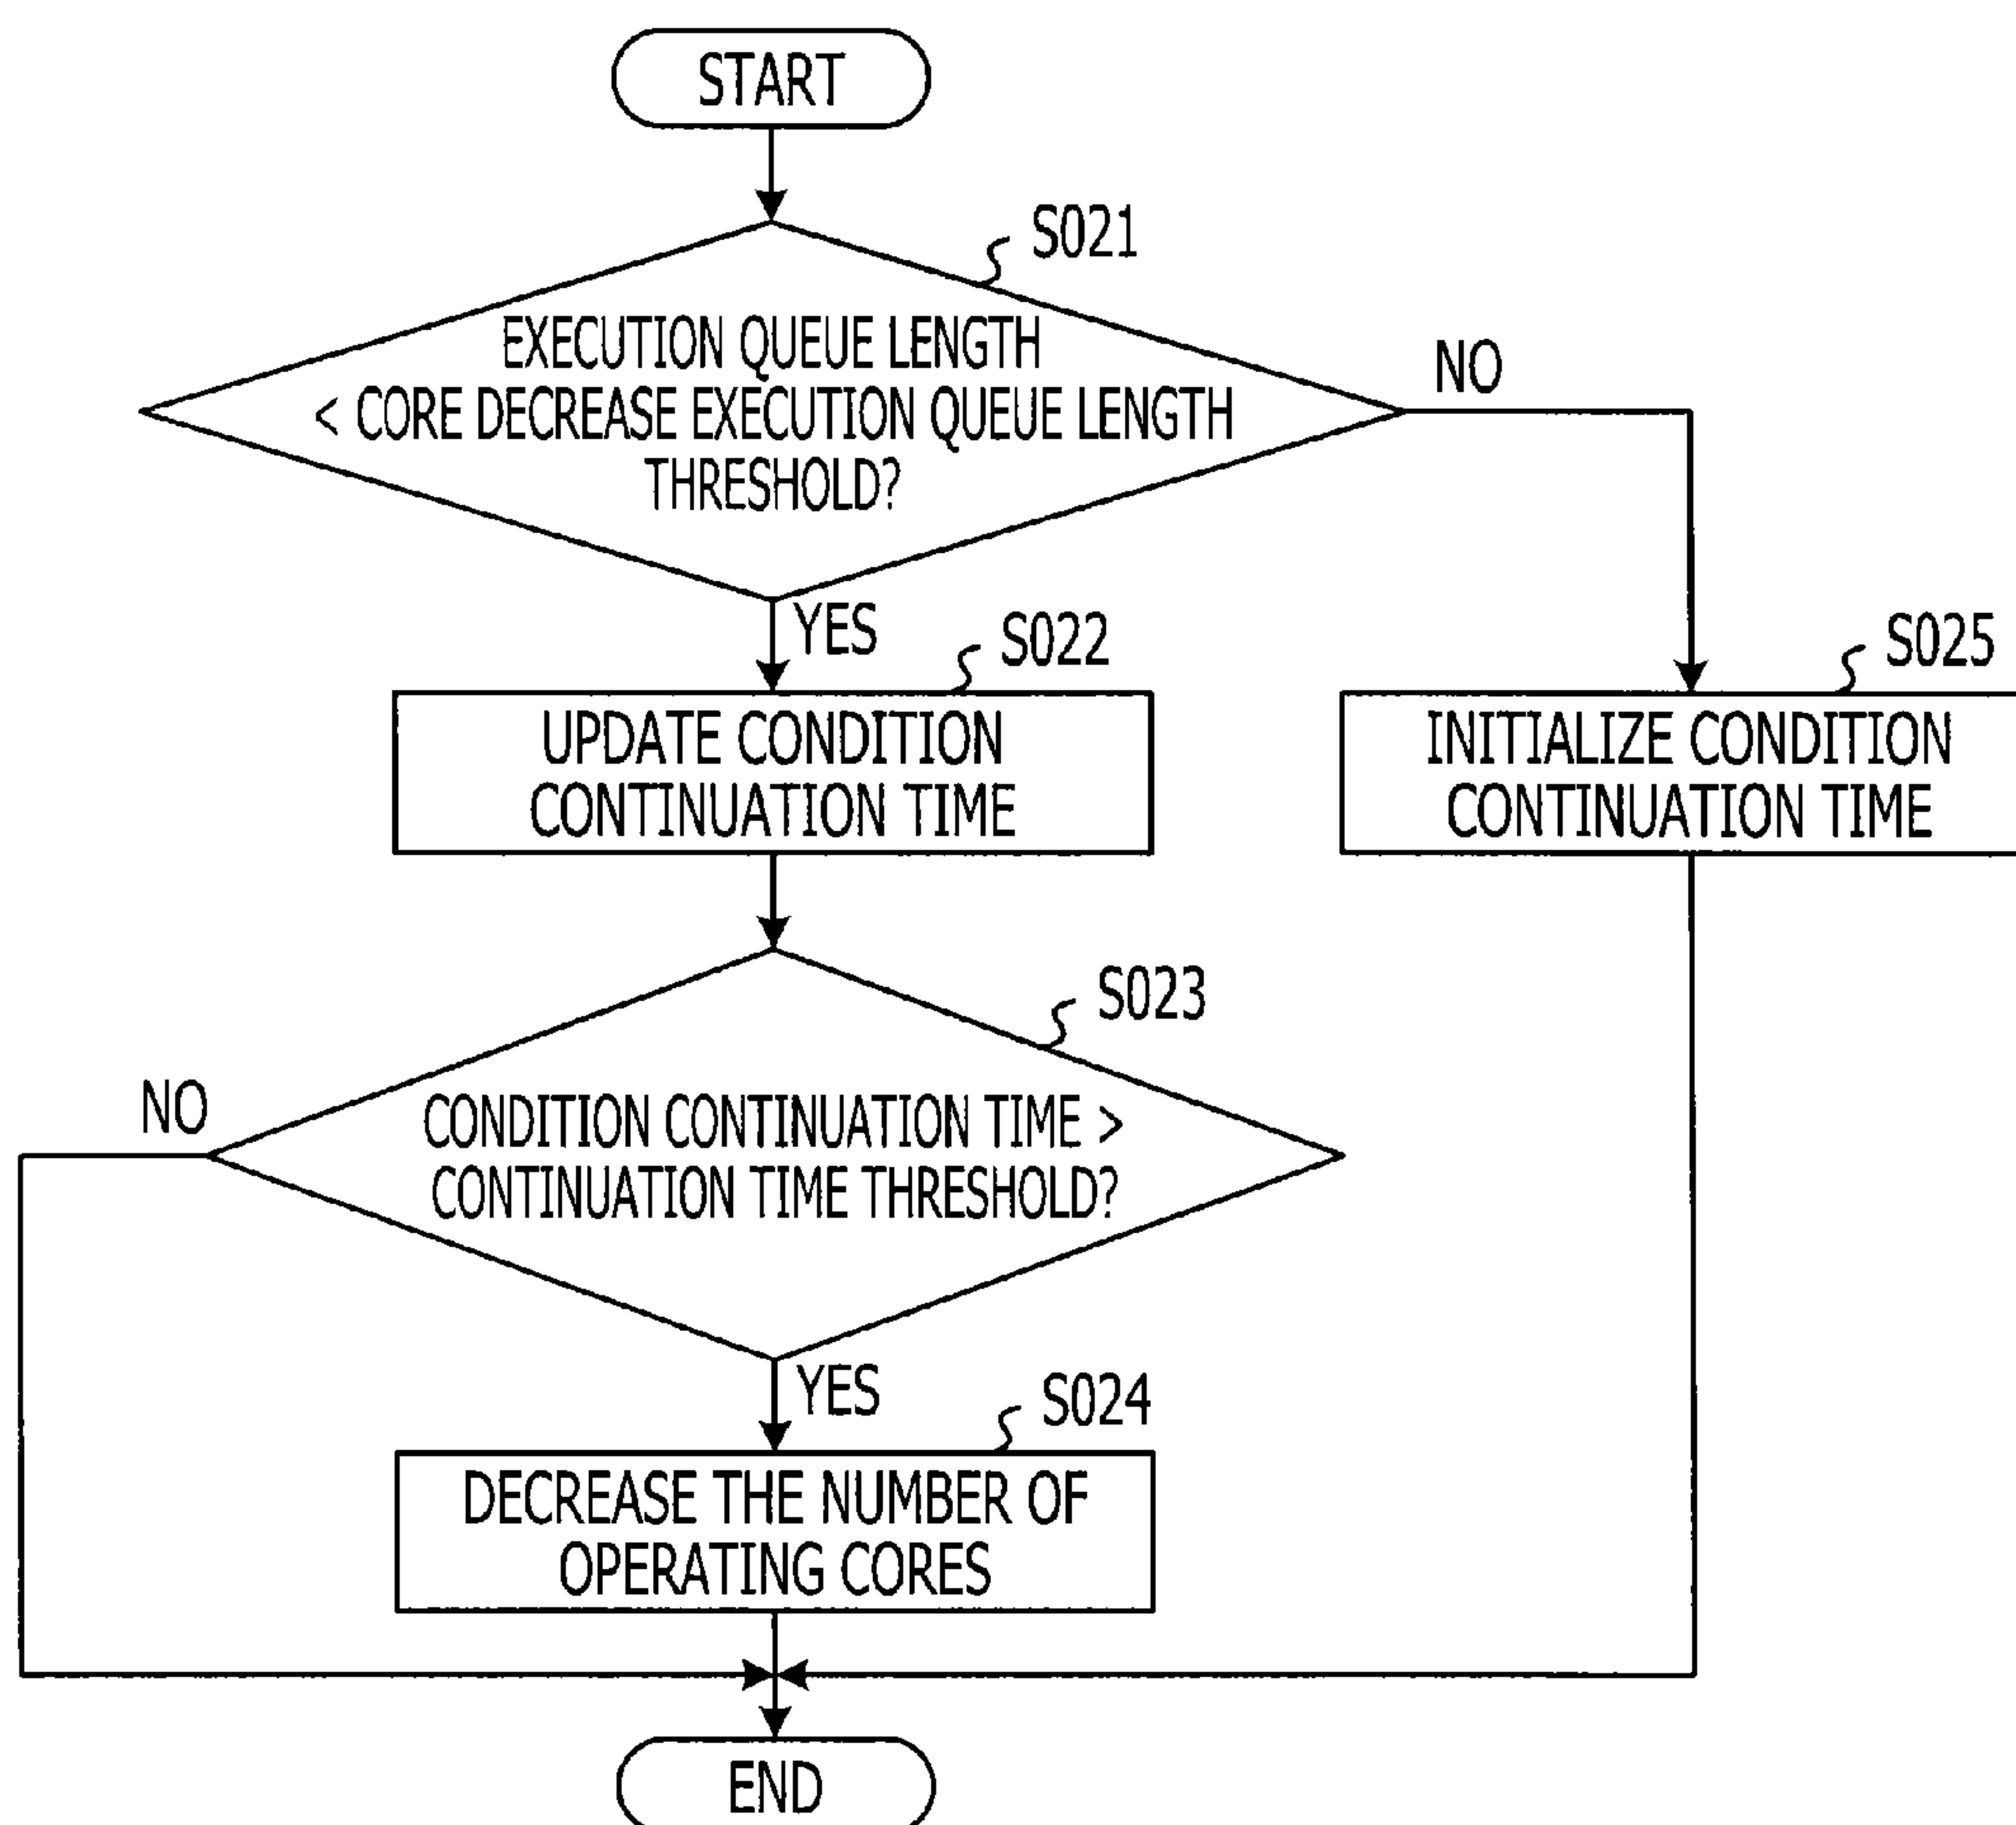 START
S021
EXECUTION QUEUE LENGTH
< CORE DECREASE EXECUTION QUEUE LENGTH
THRESHOLD?
NO
YES
S022
S025
UPDATE CONDITION
CONTINUATION TIME
INITIALIZE CONDITION
CONTINUATION TIME
S023
NO
CONDITION CONTINUATION TIME >
CONTINUATION TIME THRESHOLD?
YES
S024
DECREASE THE NUMBER OF
OPERATING CORES
END